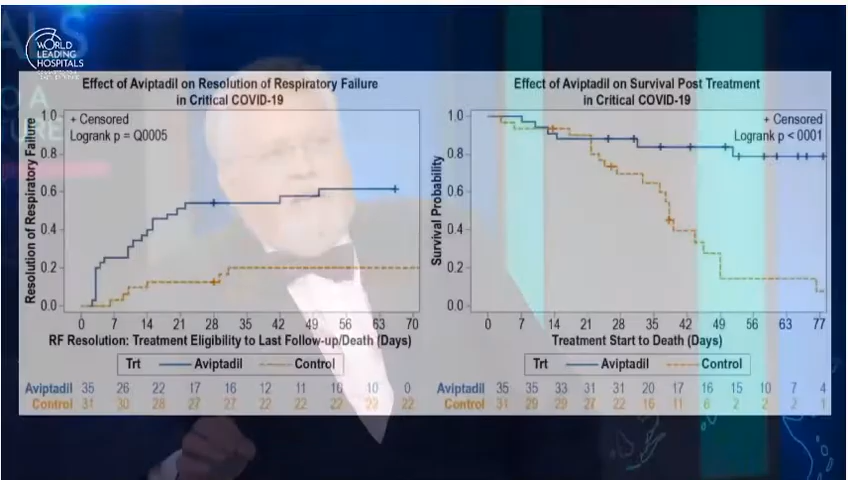 WORLD
LEADING
HOSPITALS
Effect of Aviptadil on Resolution of Respiratory Failure
in Critical COVID-19
Resolution of Respiratory Failure
1.0
0.8
0.6
0.4
0.2
0.0
+ Censored
Logrank p = Q0005
0 7 14 21 28 35 42 49 56 63 70
RF Resolution: Treatment Eligibility to Last Follow-up/Death (Days)
Trt Aviptadil Control
Aviptadil 35 26 22 17 16 12 11 10 10 0
Control 31 30 28 27 27 22 22 22 22 22
Effect of Aviptadil on Survival Post Treatment
in Critical COVID-19
Survival Probability
1.0
0.8
0.6
0.4
0.2
0.0
+ Censored
Logrank p <0001
0 7 14 21 28 35 42 49 56 63 77
Treatment Start to Death (Days)
Trt Aviptadil Control
Aviptadil 35 35 33 31 31 20 17 16 15 10 7 4
Control 31 29 29 27 22 16 11 6 2 2 2 1